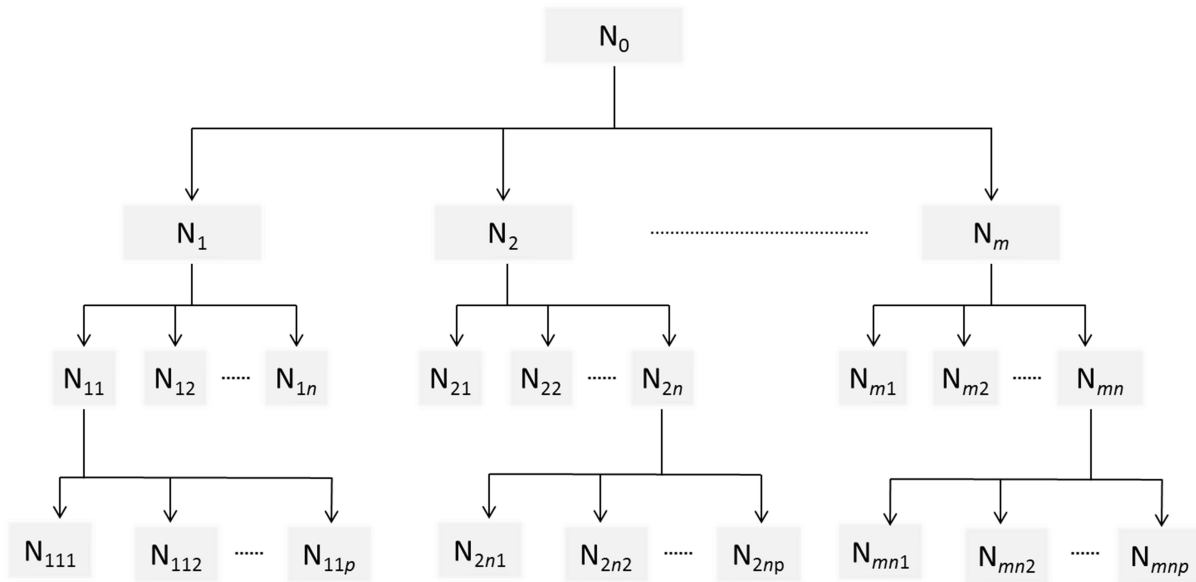 N₀
N₁ N₂ .......... Nₘ
N₁₁ N₁₂ ...... N₁ₙ N₂₁ N₂₂ ...... N₂ₙ Nₘ₁ Nₘ₂ ...... Nₘₙ
N₁₁₁ N₁₁₂ ...... N₁₁ₚ N₂ₙ₁ N₂ₙ₂ ...... N₂ₙₚ Nₘₙ₁ Nₘₙ₂ ...... Nₘₙₚ